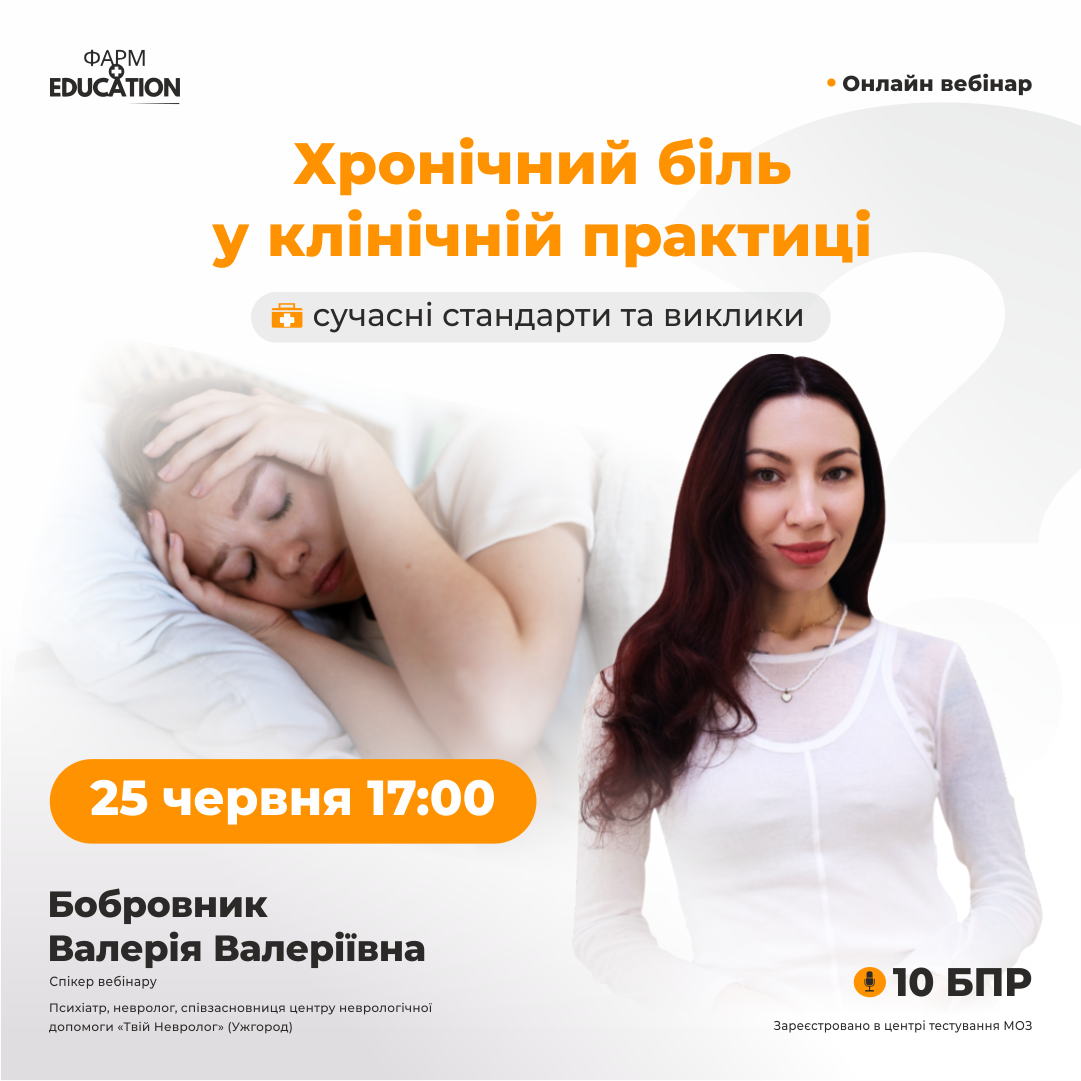 ФАРМ
EDUCATION
Онлайн вебінар
Хронічний біль
у клінічній практиці
сучасні стандарти та виклики
25 червня 17:00
Бобровник
Валерія Валеріївна
Спікер вебінару
Психіатр, невролог, співзасновниця центру неврологічної
допомоги «Твій Невролог» (Ужгород)
10 БПР
Зареєстровано в центрі тестування МОЗ